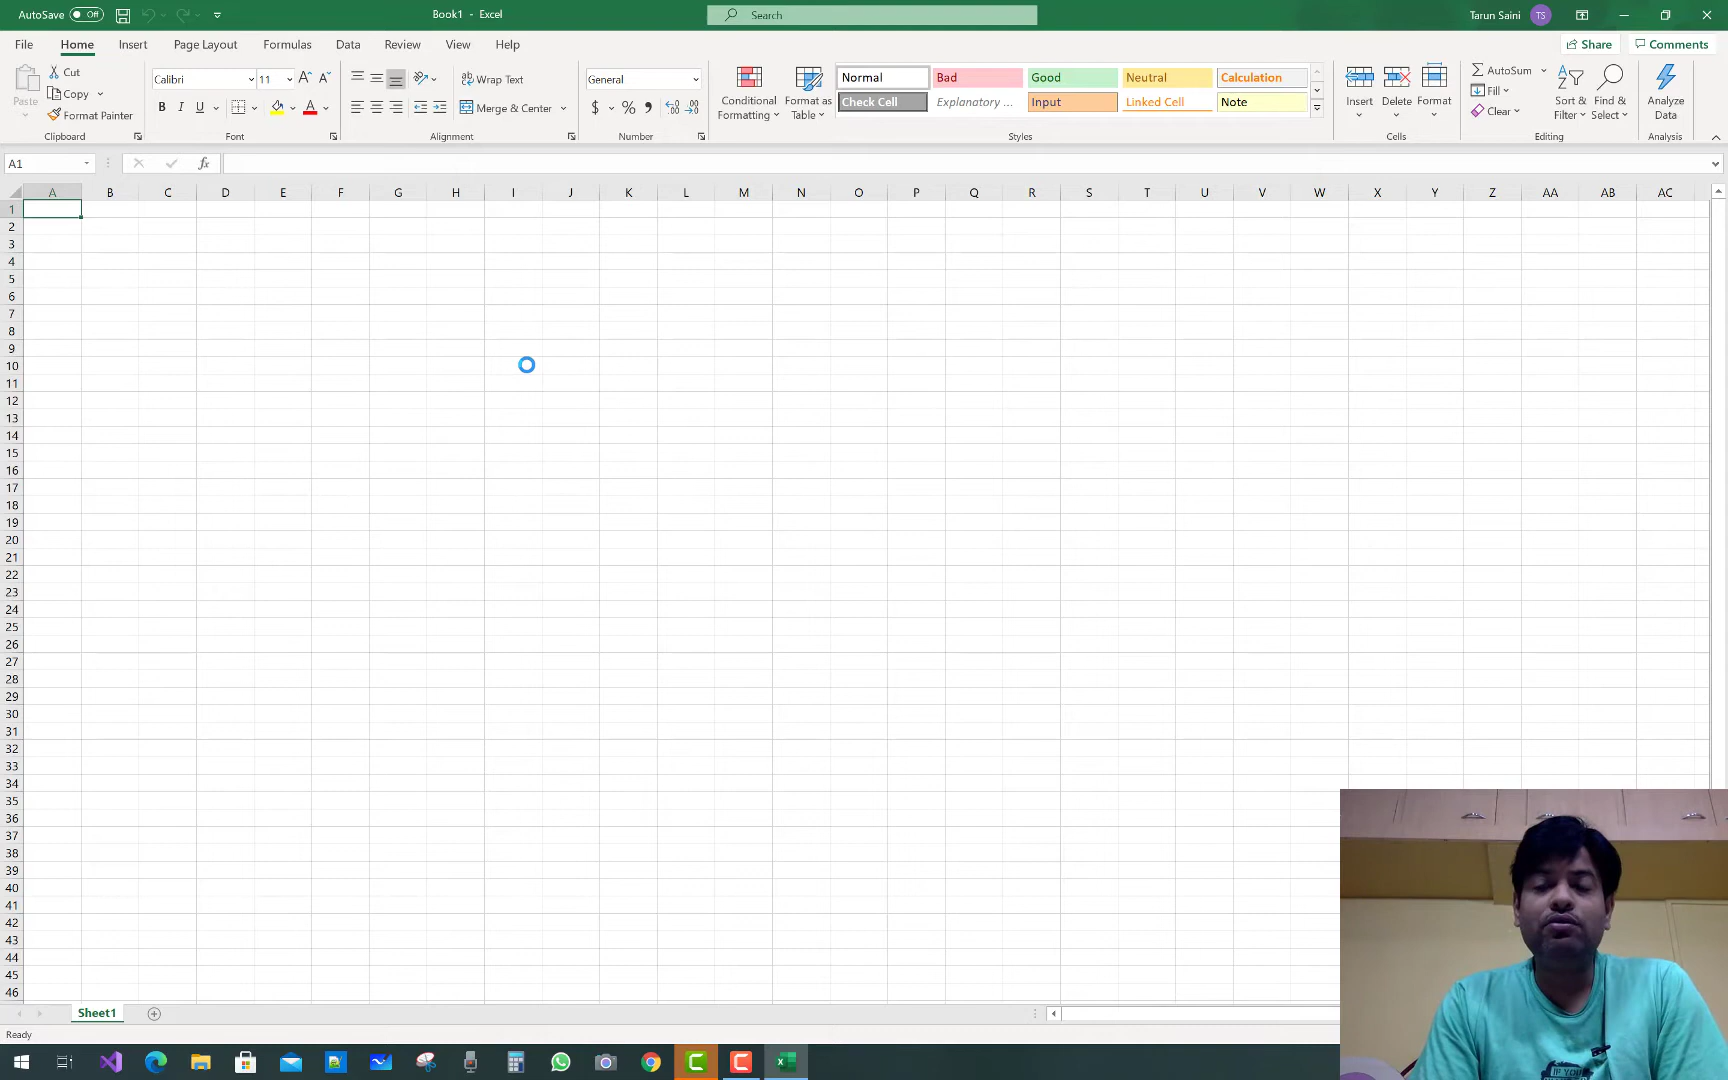 AutoSave Off Book1 - Excel Search Tarun Saini TS
File Home Insert Page Layout Formulas Data Review View Help Share Comments
Paste Cut Copy Format Painter
Clipboard
Calibri 11
B I U
Font
Wrap Text
Merge & Center
Alignment
General
$ % ,
Number
Conditional Formatting
Format as Table
Normal Bad Good Neutral Calculation
Check Cell Explanatory ... Input Linked Cell Note
Styles
Insert Delete Format
Cells
AutoSum
Fill
Clear
Sort & Filter
Find & Select
Editing
Analyze Data
Analysis
A1 fx
A B C D E F G H I J K L M N O P Q R S T U V W X Y Z AA AB AC
1
2
3
4
5
6
7
8
9
10
11
12
13
14
15
16
17
18
19
20
21
22
23
24
25
26
27
28
29
30
31
32
33
34
35
36
37
38
39
40
41
42
43
44
45
46
Sheet1
Ready
IF YOU